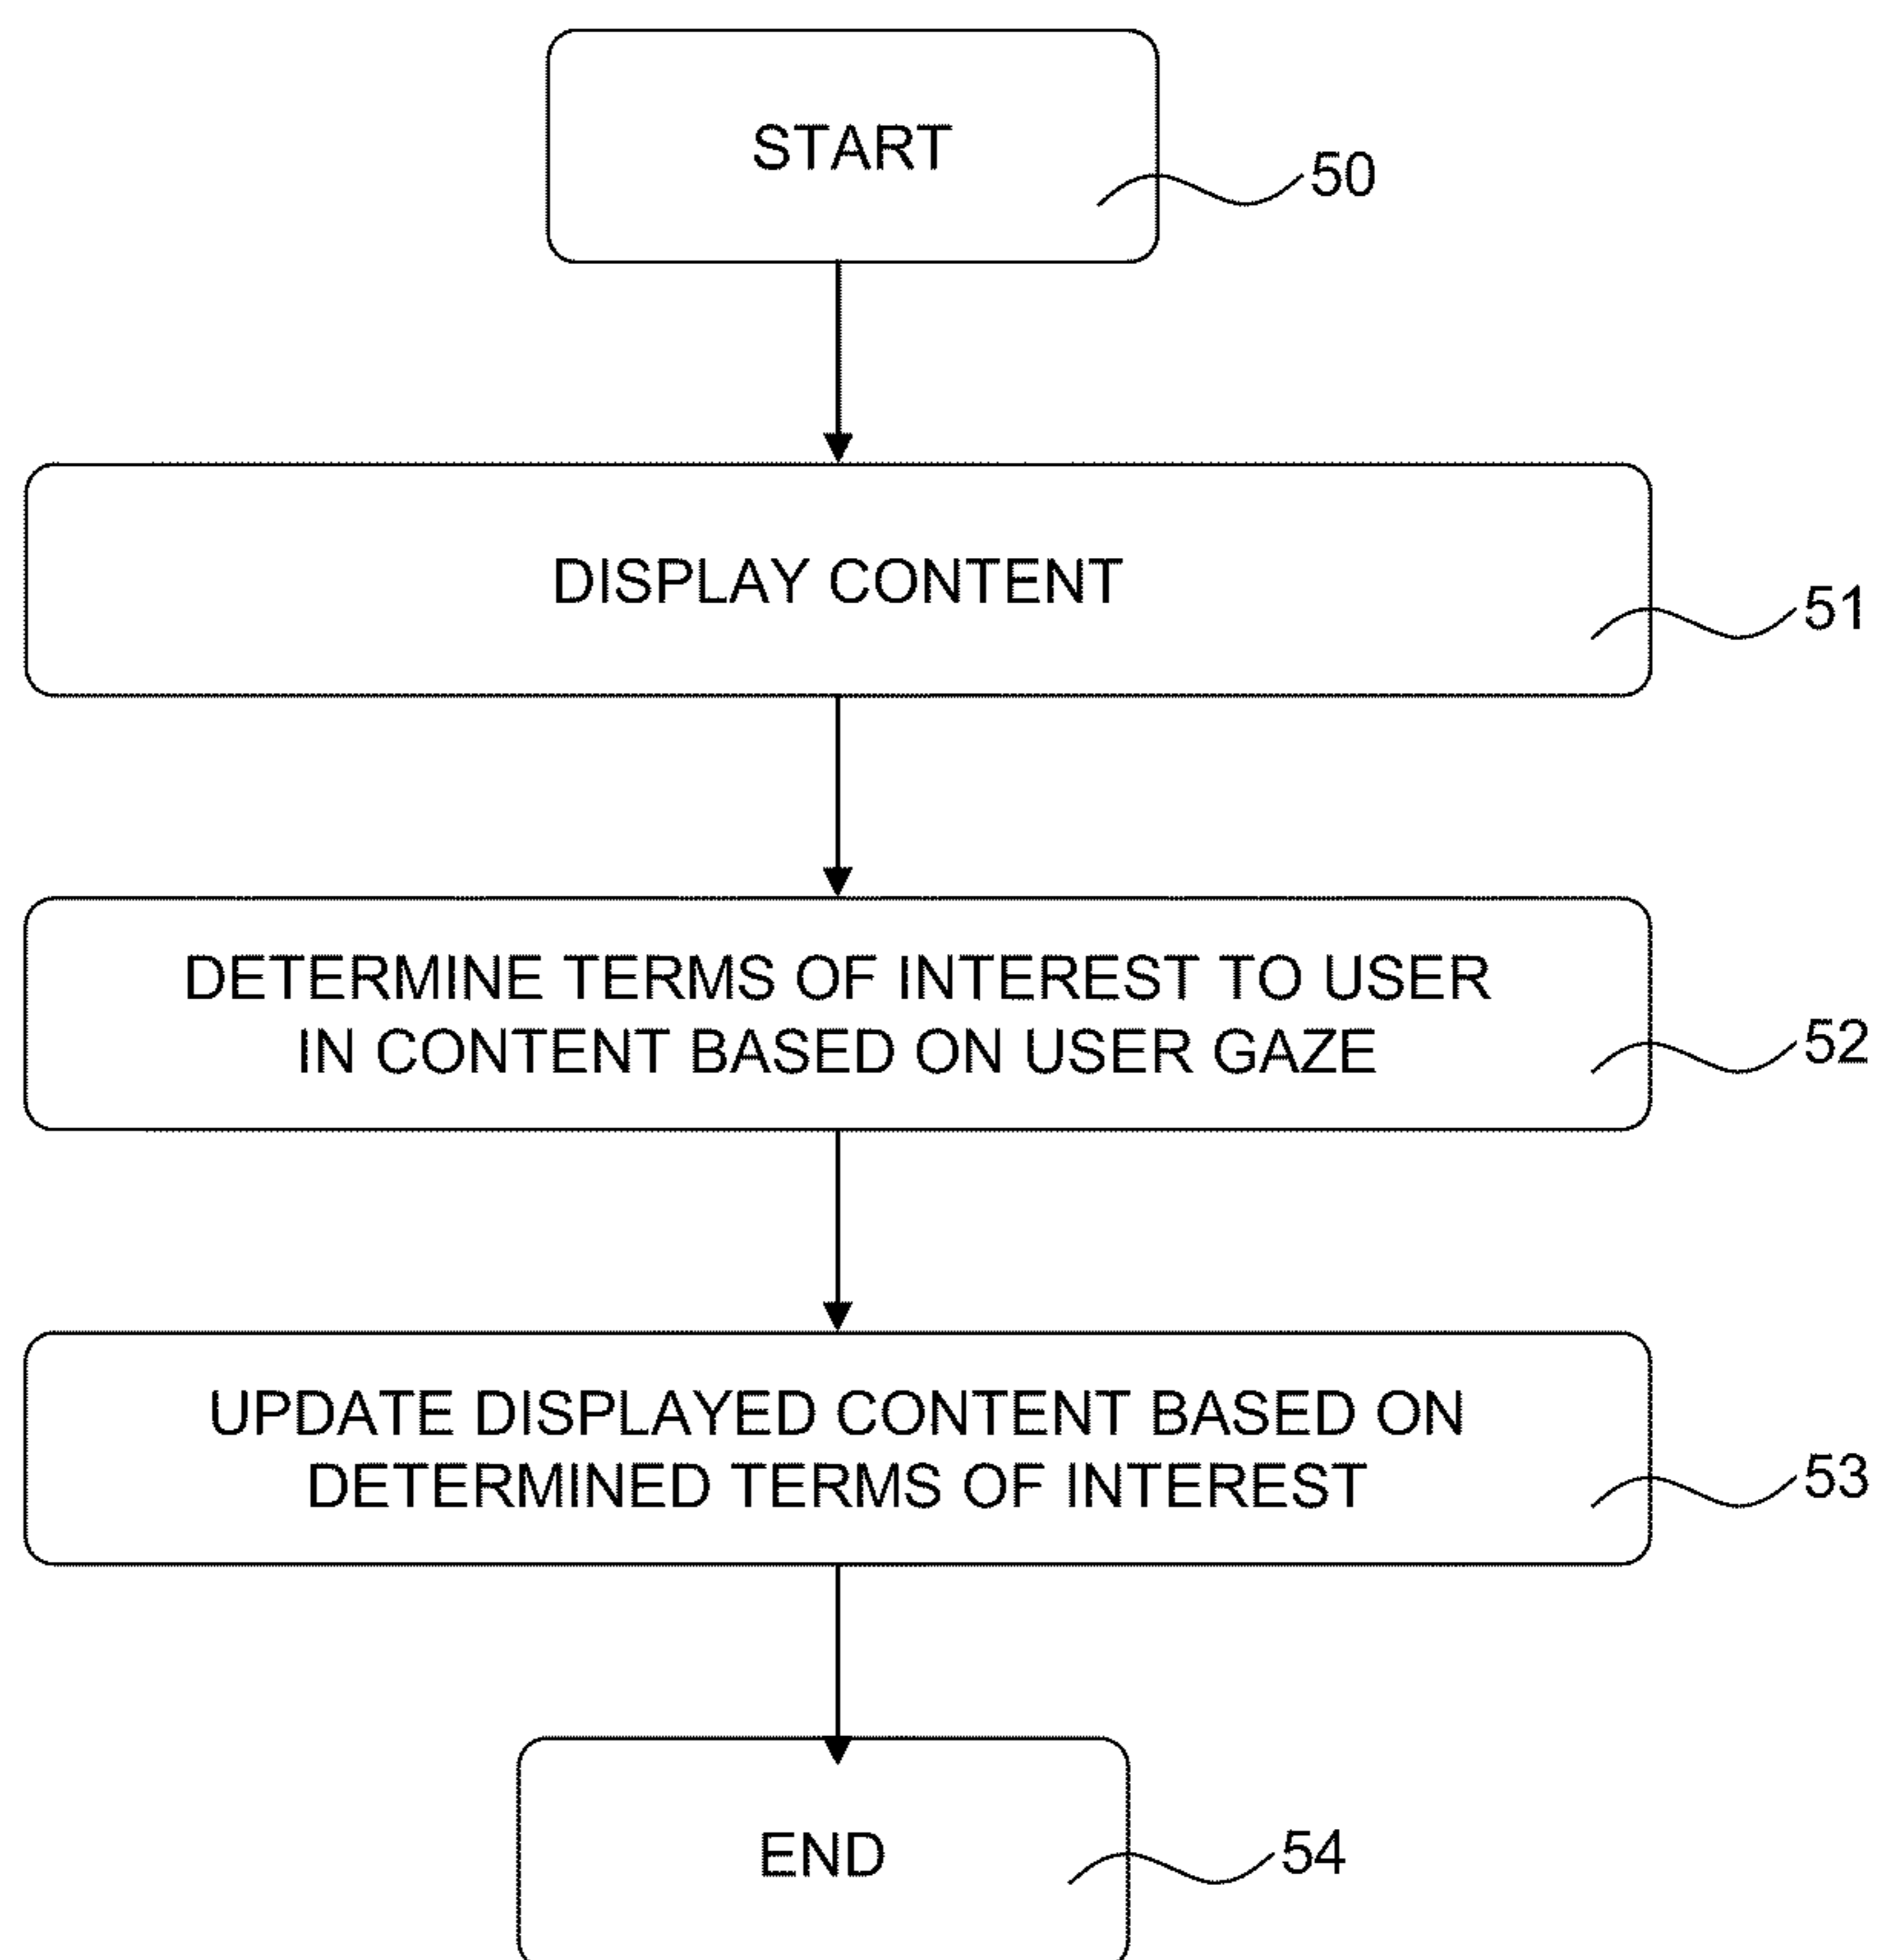 START
50
DISPLAY CONTENT
51
DETERMINE TERMS OF INTEREST TO USER
IN CONTENT BASED ON USER GAZE
52
UPDATE DISPLAYED CONTENT BASED ON
DETERMINED TERMS OF INTEREST
53
END
54